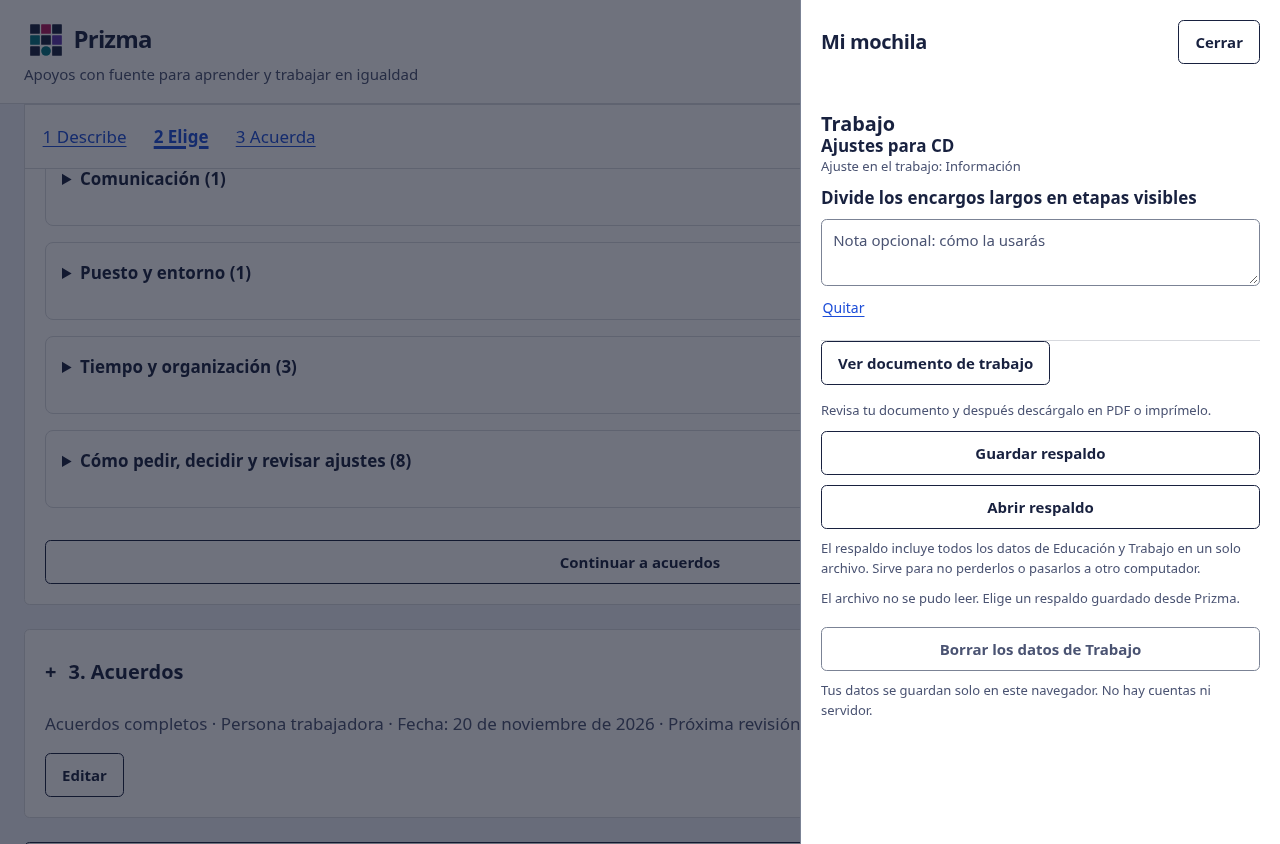 Prizma
Apoyos con fuente para aprender y trabajar en igualdad
1 Describe
2 Elige
3 Acuerda
Comunicación (1)
Puesto y entorno (1)
Tiempo y organización (3)
Cómo pedir, decidir y revisar ajustes (8)
Continuar a acuerdos
+ 3. Acuerdos
Acuerdos completos · Persona trabajadora · Fecha: 20 de noviembre de 2026 · Próxima revisión
Editar
Mi mochila
Cerrar
Trabajo
Ajustes para CD
Ajuste en el trabajo: Información
Divide los encargos largos en etapas visibles
Nota opcional: cómo la usarás
Quitar
Ver documento de trabajo
Revisa tu documento y después descárgalo en PDF o imprímelo.
Guardar respaldo
Abrir respaldo
El respaldo incluye todos los datos de Educación y Trabajo en un solo
archivo. Sirve para no perderlos o pasarlos a otro computador.
El archivo no se pudo leer. Elige un respaldo guardado desde Prizma.
Borrar los datos de Trabajo
Tus datos se guardan solo en este navegador. No hay cuentas ni
servidor.